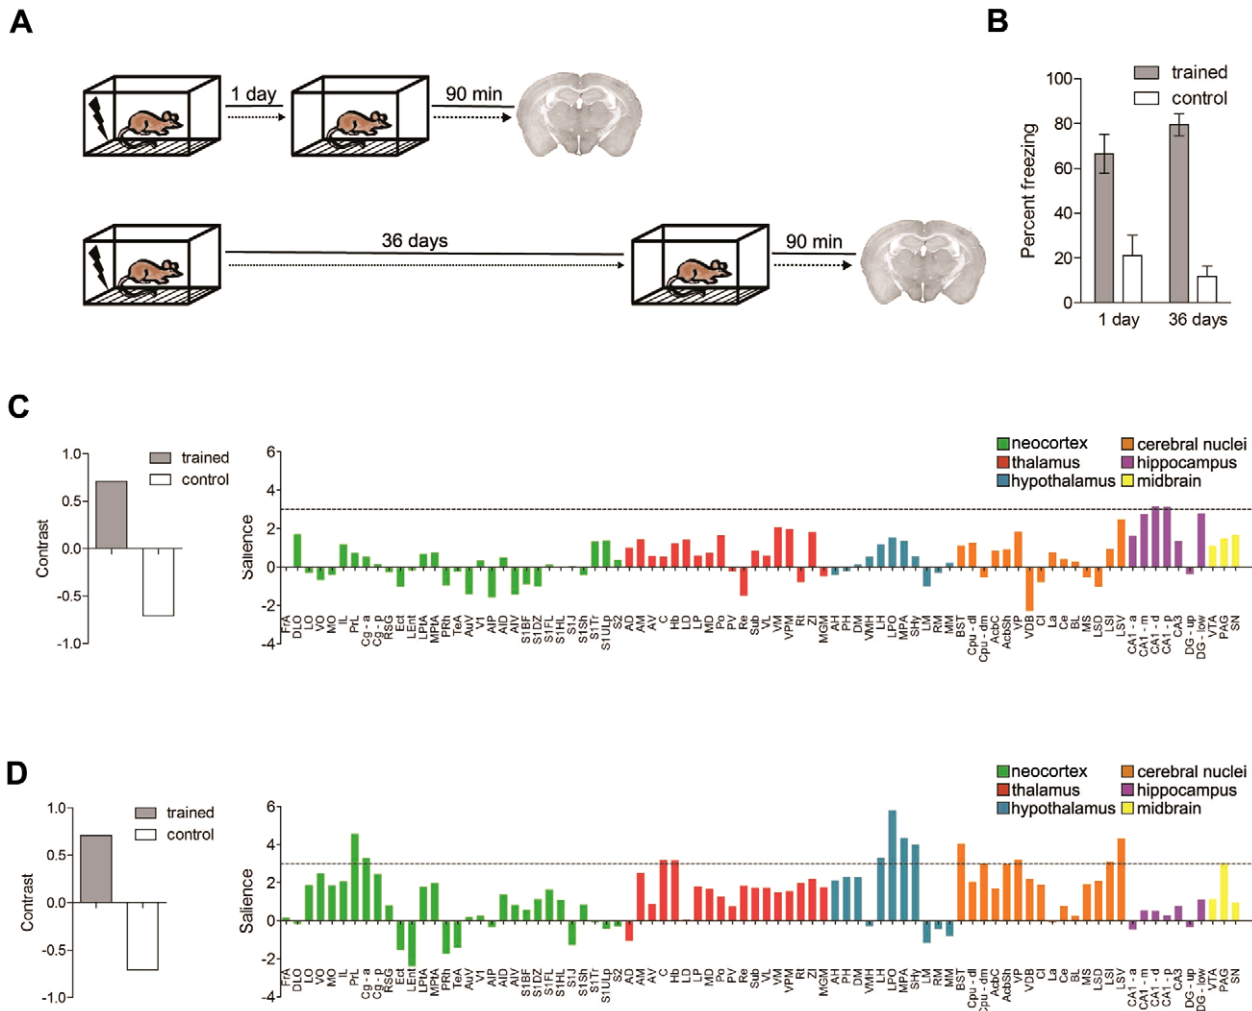 A
B
1 day
90 min
36 days
90 min
trained
control
Percent freezing
100
80
60
40
20
0
1 day
36 days
C
Contrast
1.0
0.5
0.0
-0.5
-1.0
trained
control
Salience
6
4
2
0
-2
-4
neocortex
thalamus
hypothalamus
cerebral nuclei
hippocampus
midbrain
FrA DLO LO VO MO IL PrL Cg - a Cg - p RSG Ect LEnt LPtA MPtA PRh TeA AuV V1 AIP AID AIV S1BF S1DZ S1FL S1HL S1J S1Sh S1Tr S1ULp S2 AD AM AV C Hb LD LP MD Po PV Re Sub VL VM VPM Rt ZI MGM AH PH DM VMH LH LPO MPA SHy LM RM MM BST Cpu - dl Cpu - dm AcbC AcbSh VP VDB Cl La Ce BL MS LSD LSI LSV CA1 - a CA1 - m CA1 - d CA1 - p CA3 DG - up DG - low VTA PAG SN
D
Contrast
1.0
0.5
0.0
-0.5
-1.0
trained
control
Salience
6
4
2
0
-2
-4
neocortex
thalamus
hypothalamus
cerebral nuclei
hippocampus
midbrain
FrA DLO LO VO MO IL PrL Cg - a Cg - p RSG Ect LEnt LPtA MPtA PRh TeA AuV V1 AIP AID AIV S1BF S1DZ S1FL S1HL S1J S1Sh S1Tr S1ULp S2 AD AM AV C Hb LD LP MD Po PV Re Sub VL VM VPM Rt ZI MGM AH PH DM VMH LH LPO MPA SHy LM RM MM BST Cpu - dl Cpu - dm AcbC AcbSh VP VDB Cl La Ce BL MS LSD LSI LSV CA1 - a CA1 - m CA1 - d CA1 - p CA3 DG - up DG - low VTA PAG SN